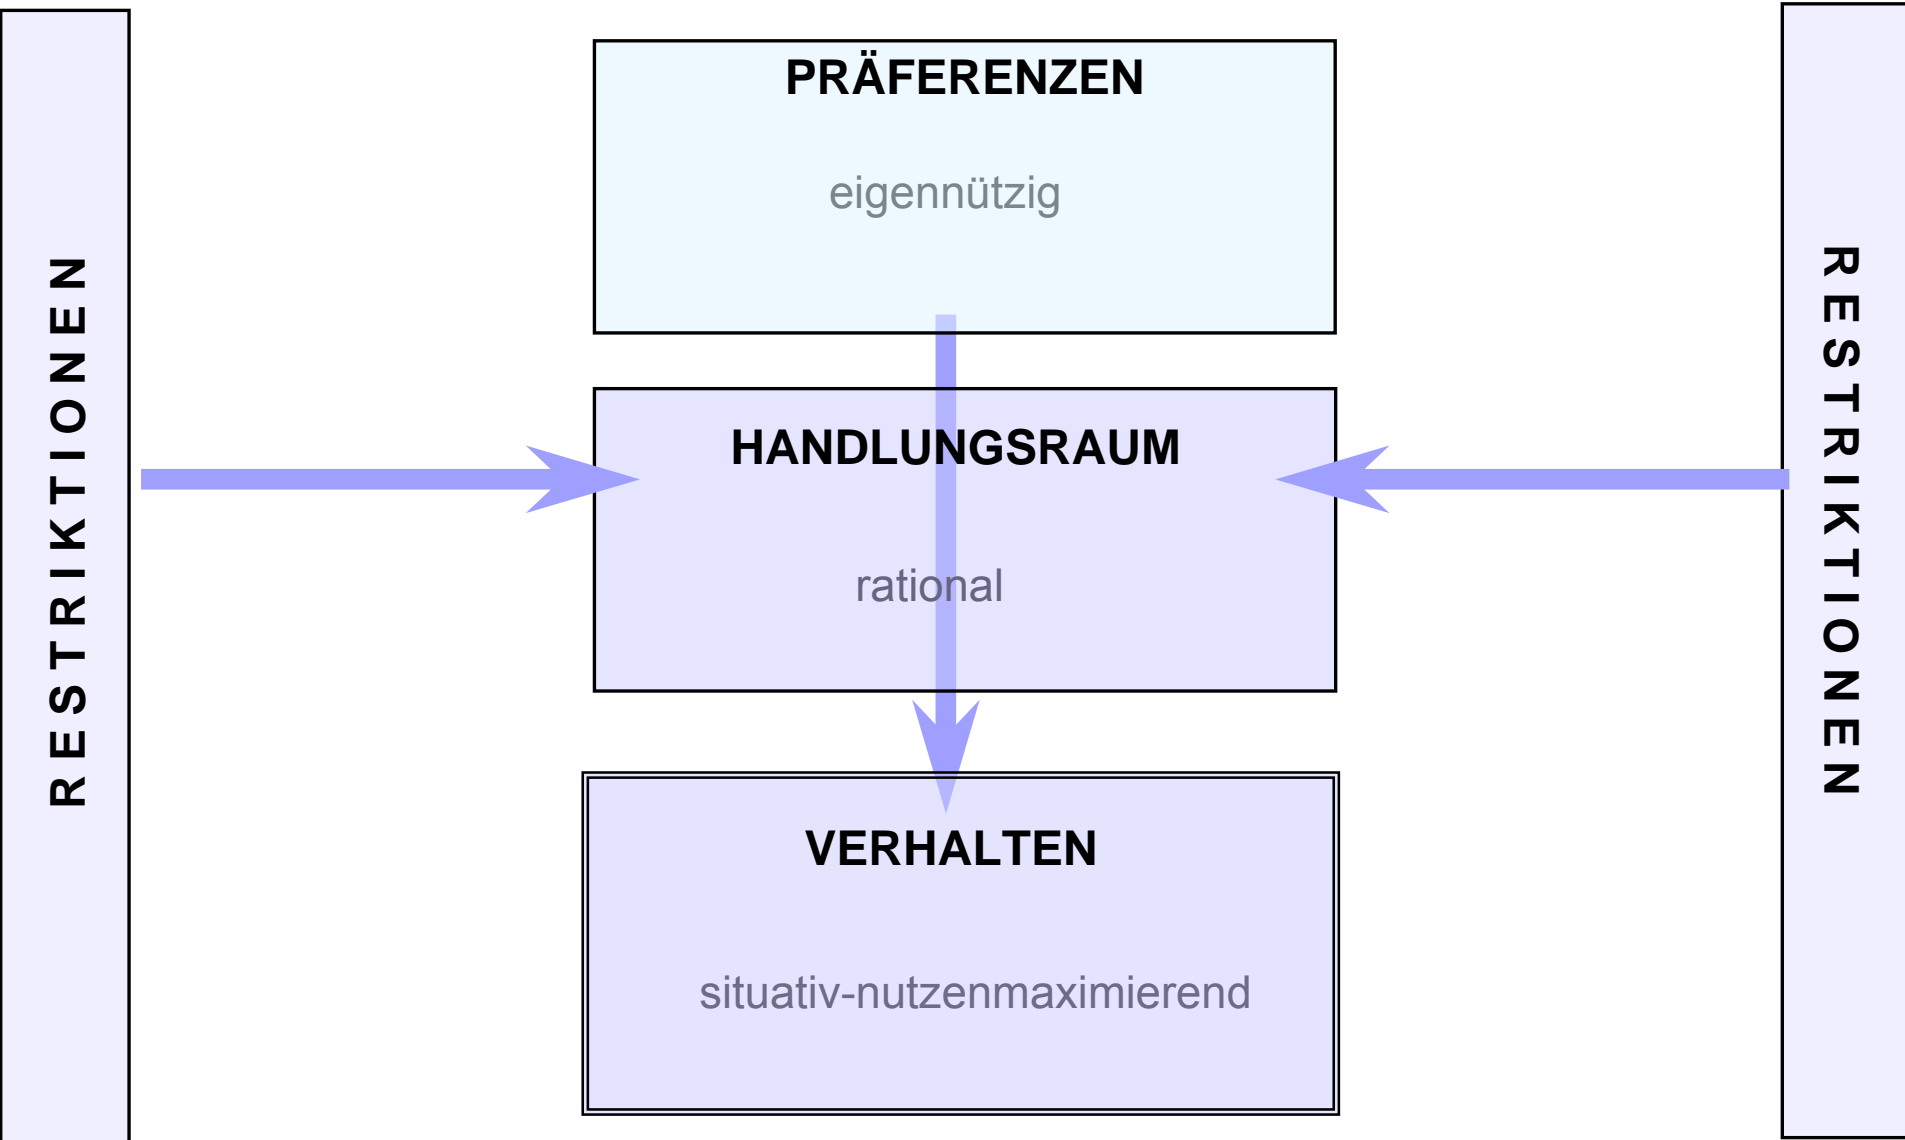 RESTRIKTIONEN
PRÄFERENZEN
eigennützig
HANDLUNGSRAUM
rational
VERHALTEN
situativ-nutzenmaximierend
RESTRIKTIONEN